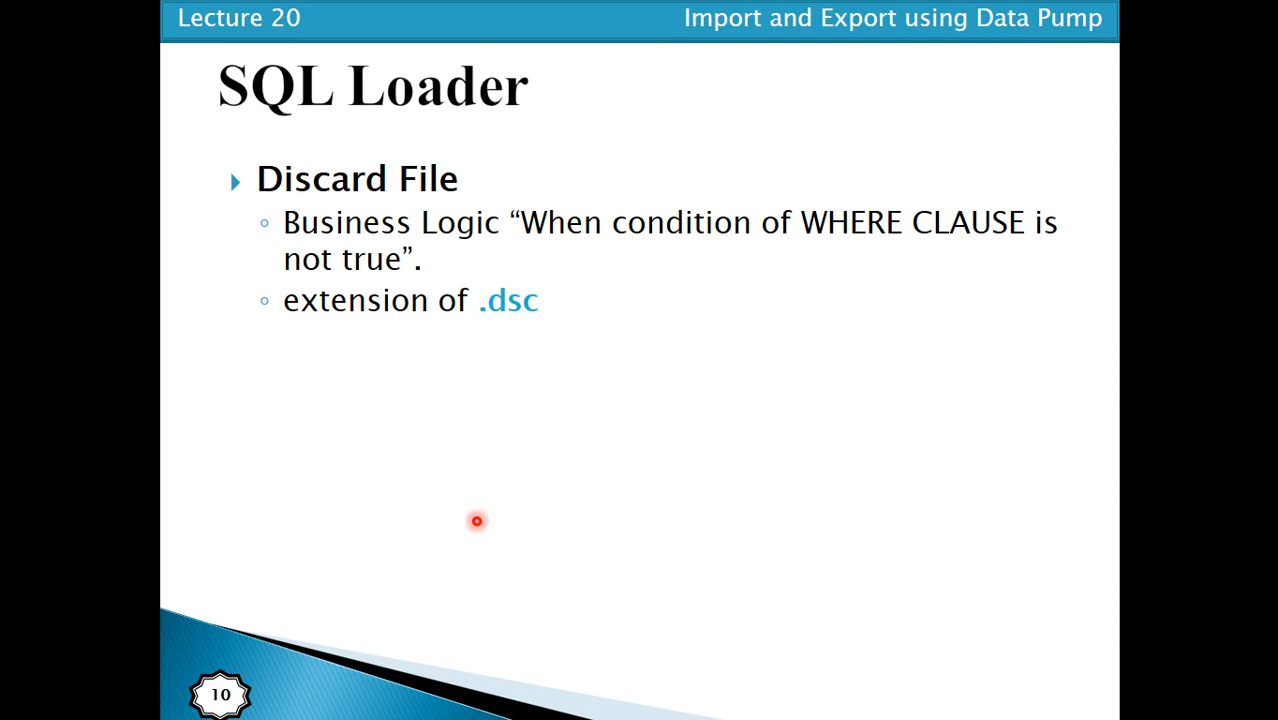 Lecture 20
Import and Export using Data Pump
SQL Loader
Discard File
Business Logic “When condition of WHERE CLAUSE is
not true”.
extension of .dsc
10